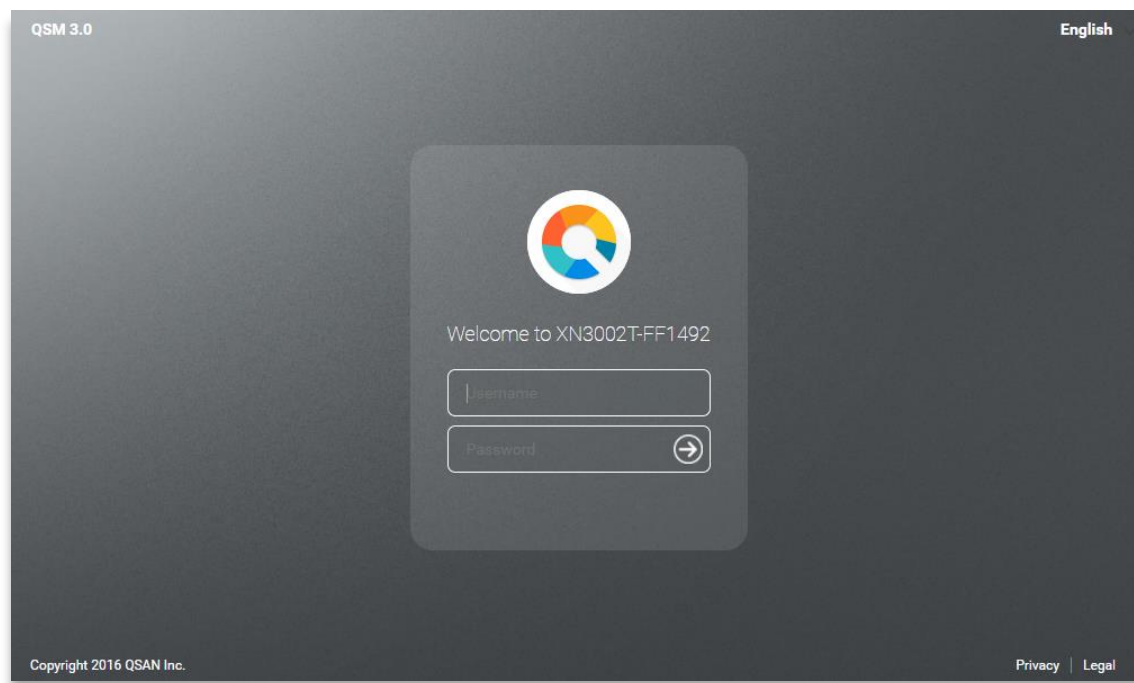 QSM 3.0
English
Welcome to XN3002T-FF1492
Username
Password
Copyright 2016 QSAN Inc.
Privacy | Legal